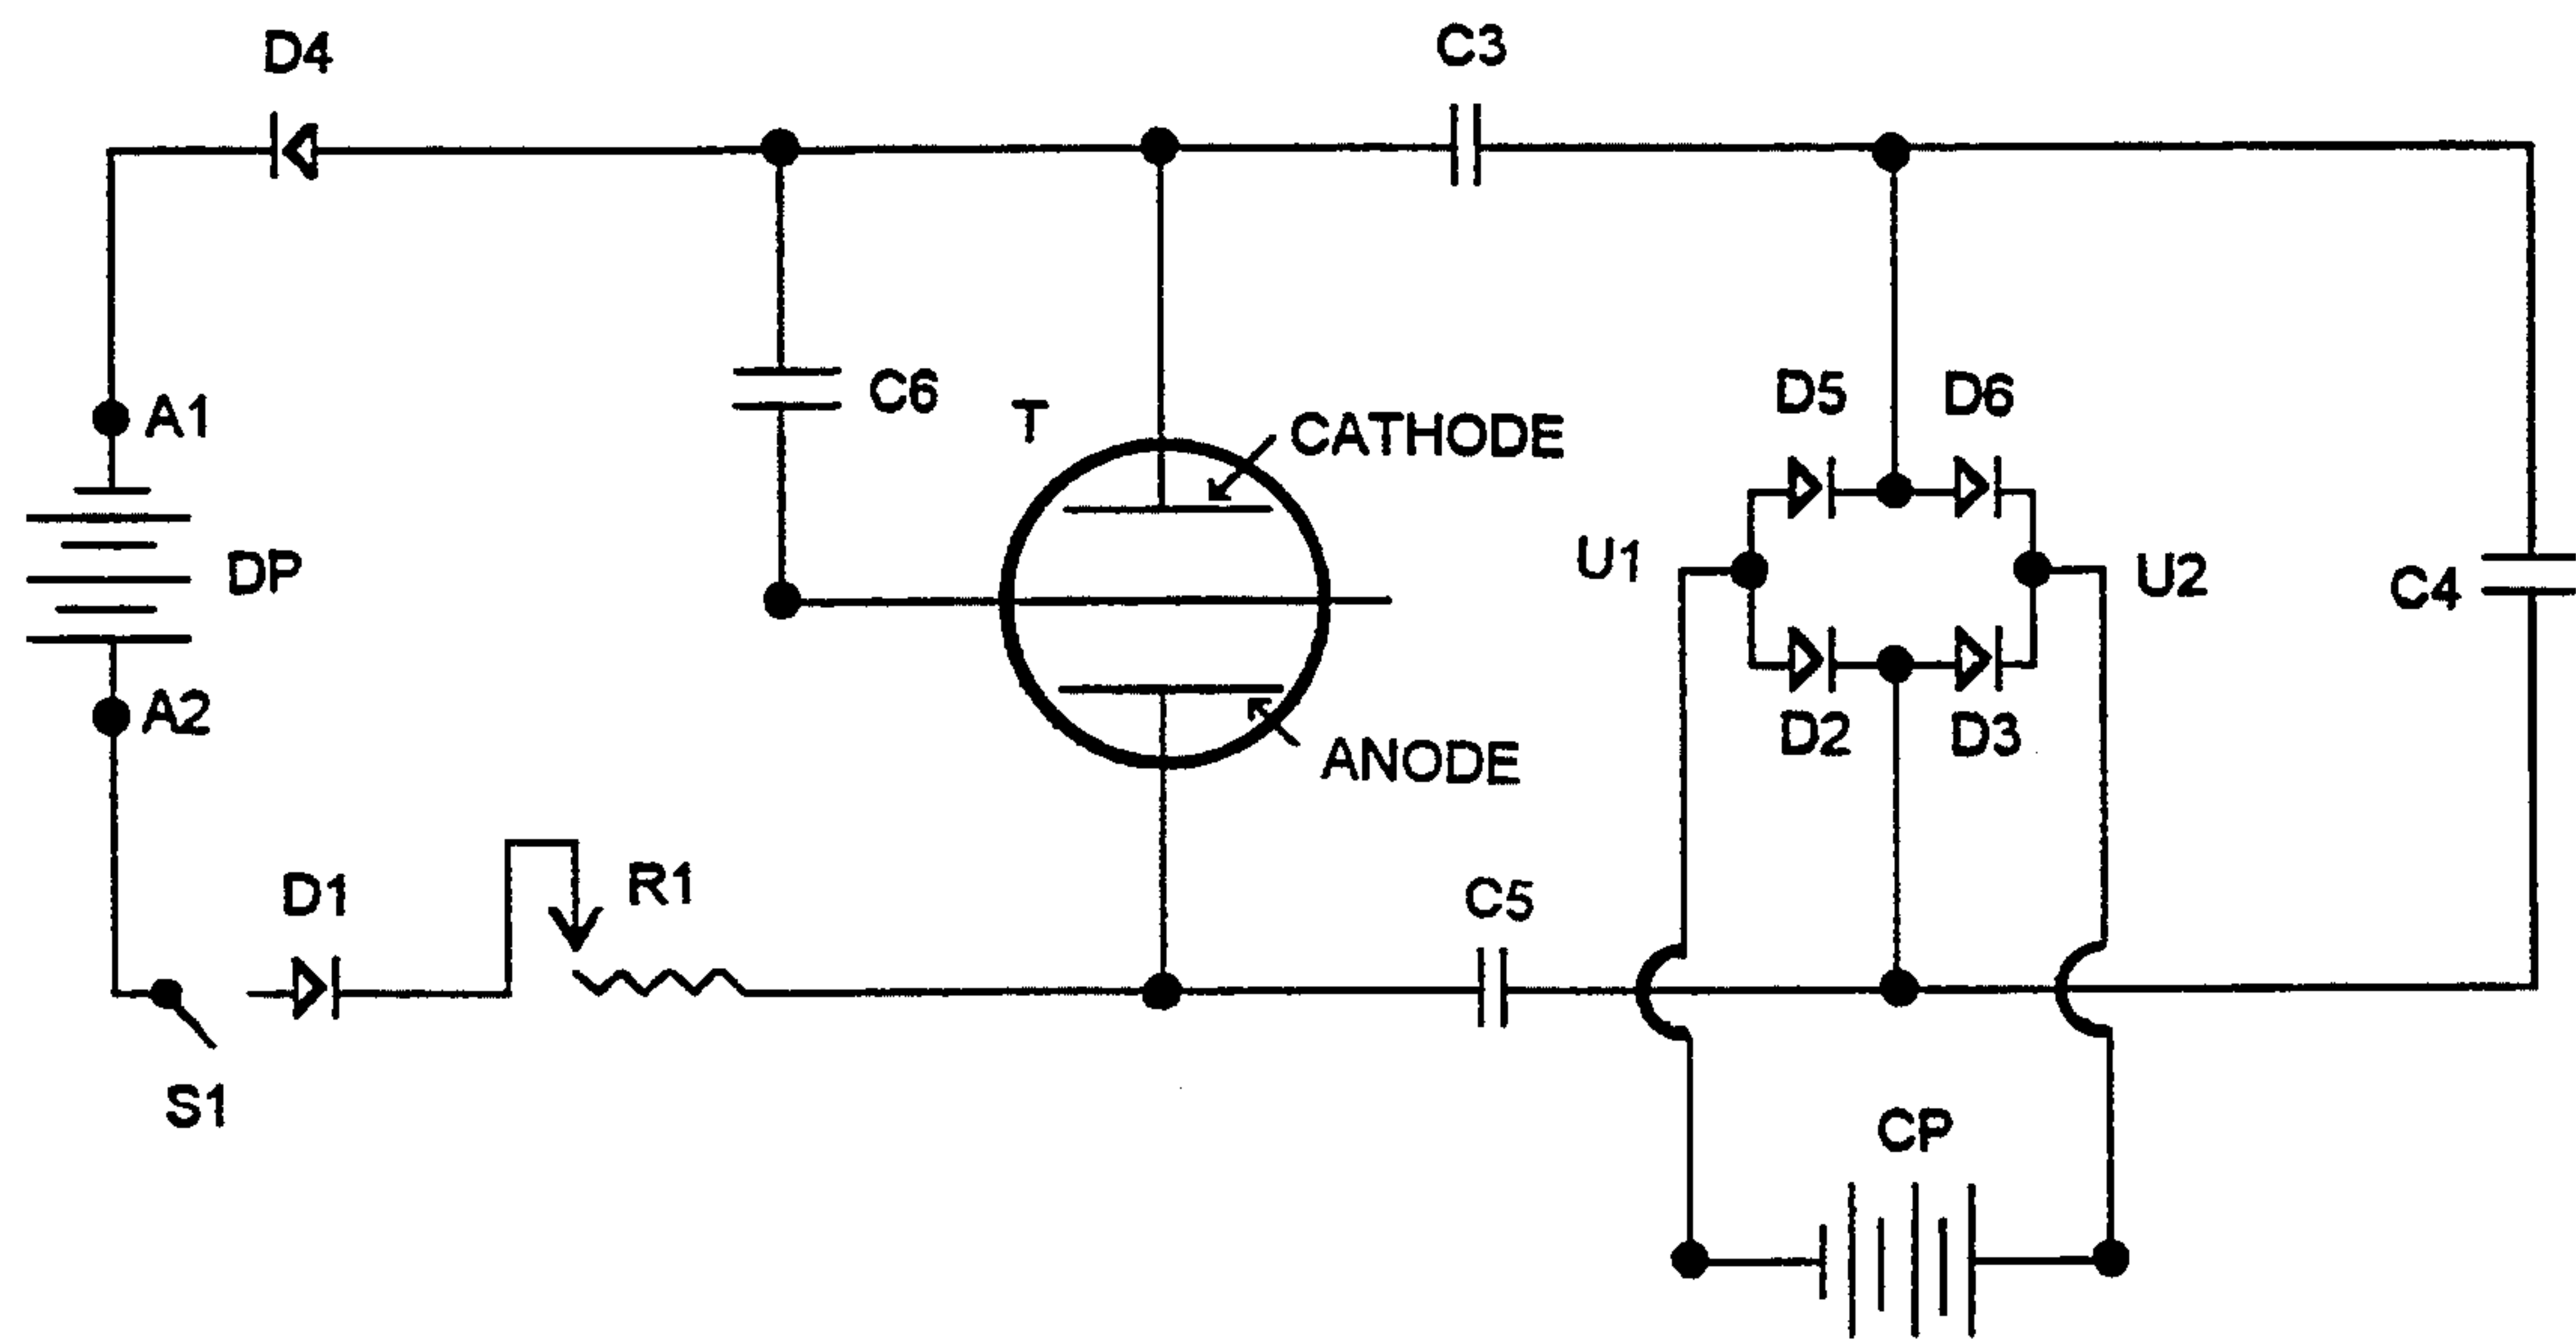 D4
C3
A1
C6
T
CATHODE
D5
D6
DP
U1
U2
C4
A2
D2
D3
ANODE
D1
R1
C5
S1
CP